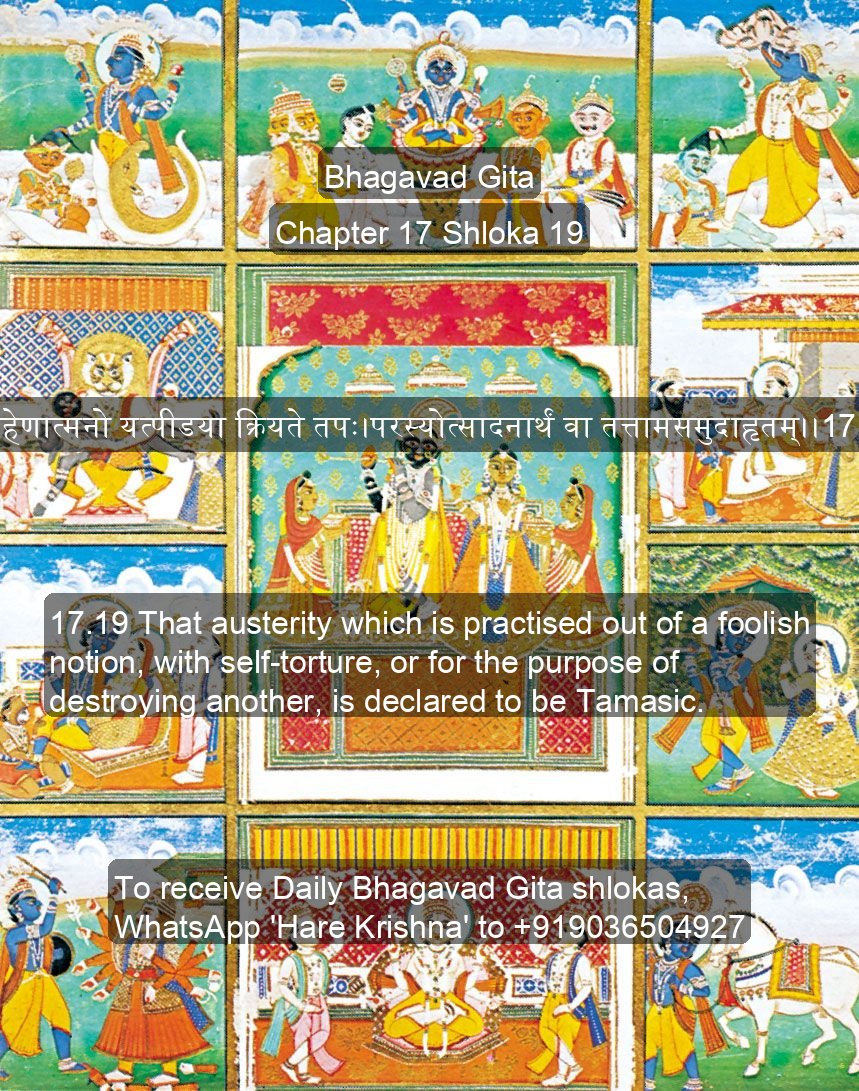 Bhagavad Gita
Chapter 17 Shloka 19
हेणात्मनो यत्पीडया क्रियते तपः।परस्योत्सादनार्थं वा तत्तामसमुदाहृतम्।।17
17.19 That austerity which is practised out of a foolish
notion, with self-torture, or for the purpose of
destroying another, is declared to be Tamasic.
To receive Daily Bhagavad Gita shlokas,
WhatsApp 'Hare Krishna' to +919036504927